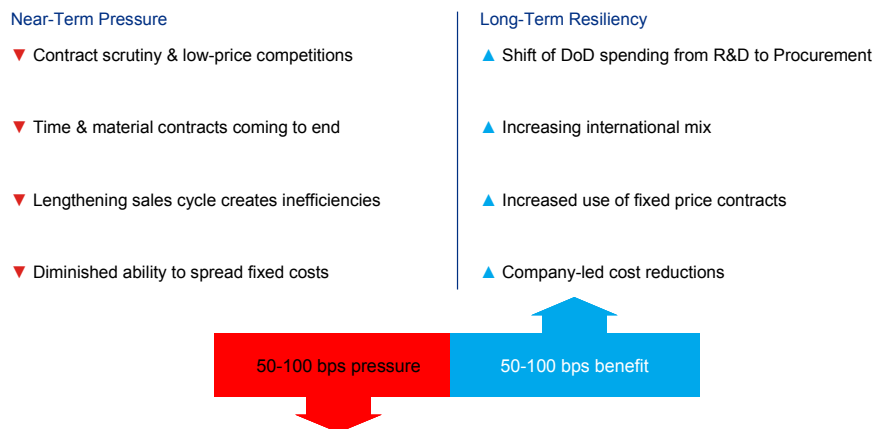 Near-Term Pressure
▼ Contract scrutiny & low-price competitions
▼ Time & material contracts coming to end
▼ Lengthening sales cycle creates inefficiencies
▼ Diminished ability to spread fixed costs
Long-Term Resiliency
▲ Shift of DoD spending from R&D to Procurement
▲ Increasing international mix
▲ Increased use of fixed price contracts
▲ Company-led cost reductions
50-100 bps pressure
50-100 bps benefit